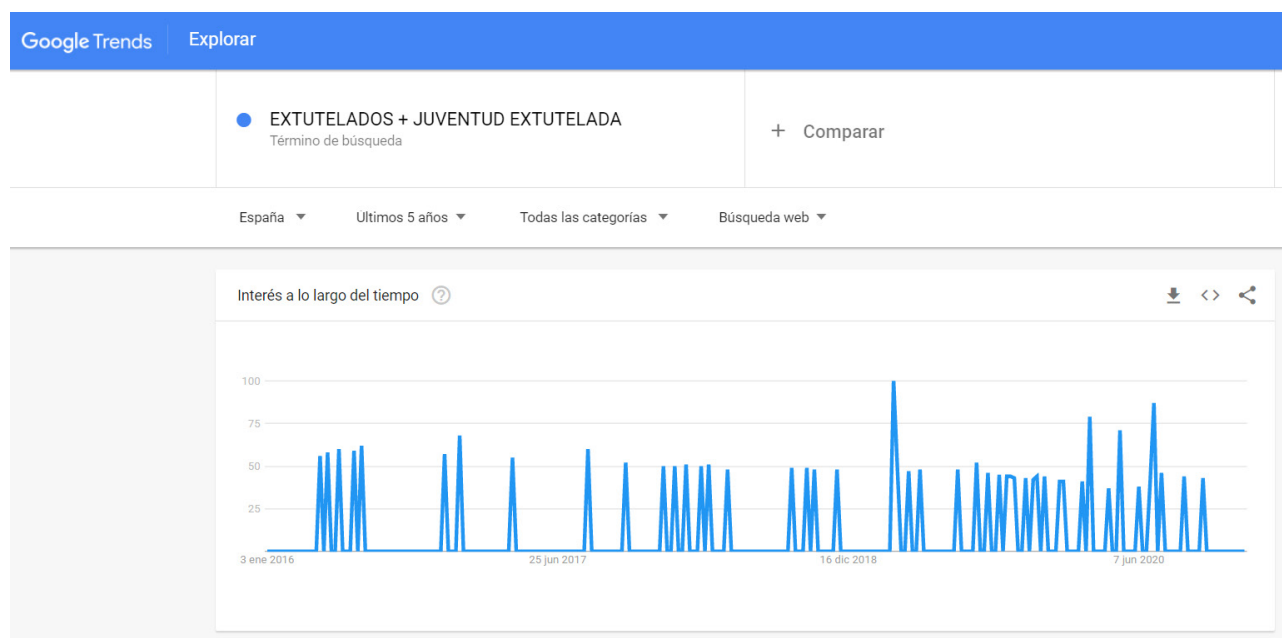 Google Trends Explorar
EXTUTELADOS + JUVENTUD EXTUTELADA
Término de búsqueda
+ Comparar
España Ultimos 5 años Todas las categorías Búsqueda web
Interés a lo largo del tiempo ?
100
75
50
25
3 ene 2016 25 jun 2017 16 dic 2018 7 jun 2020